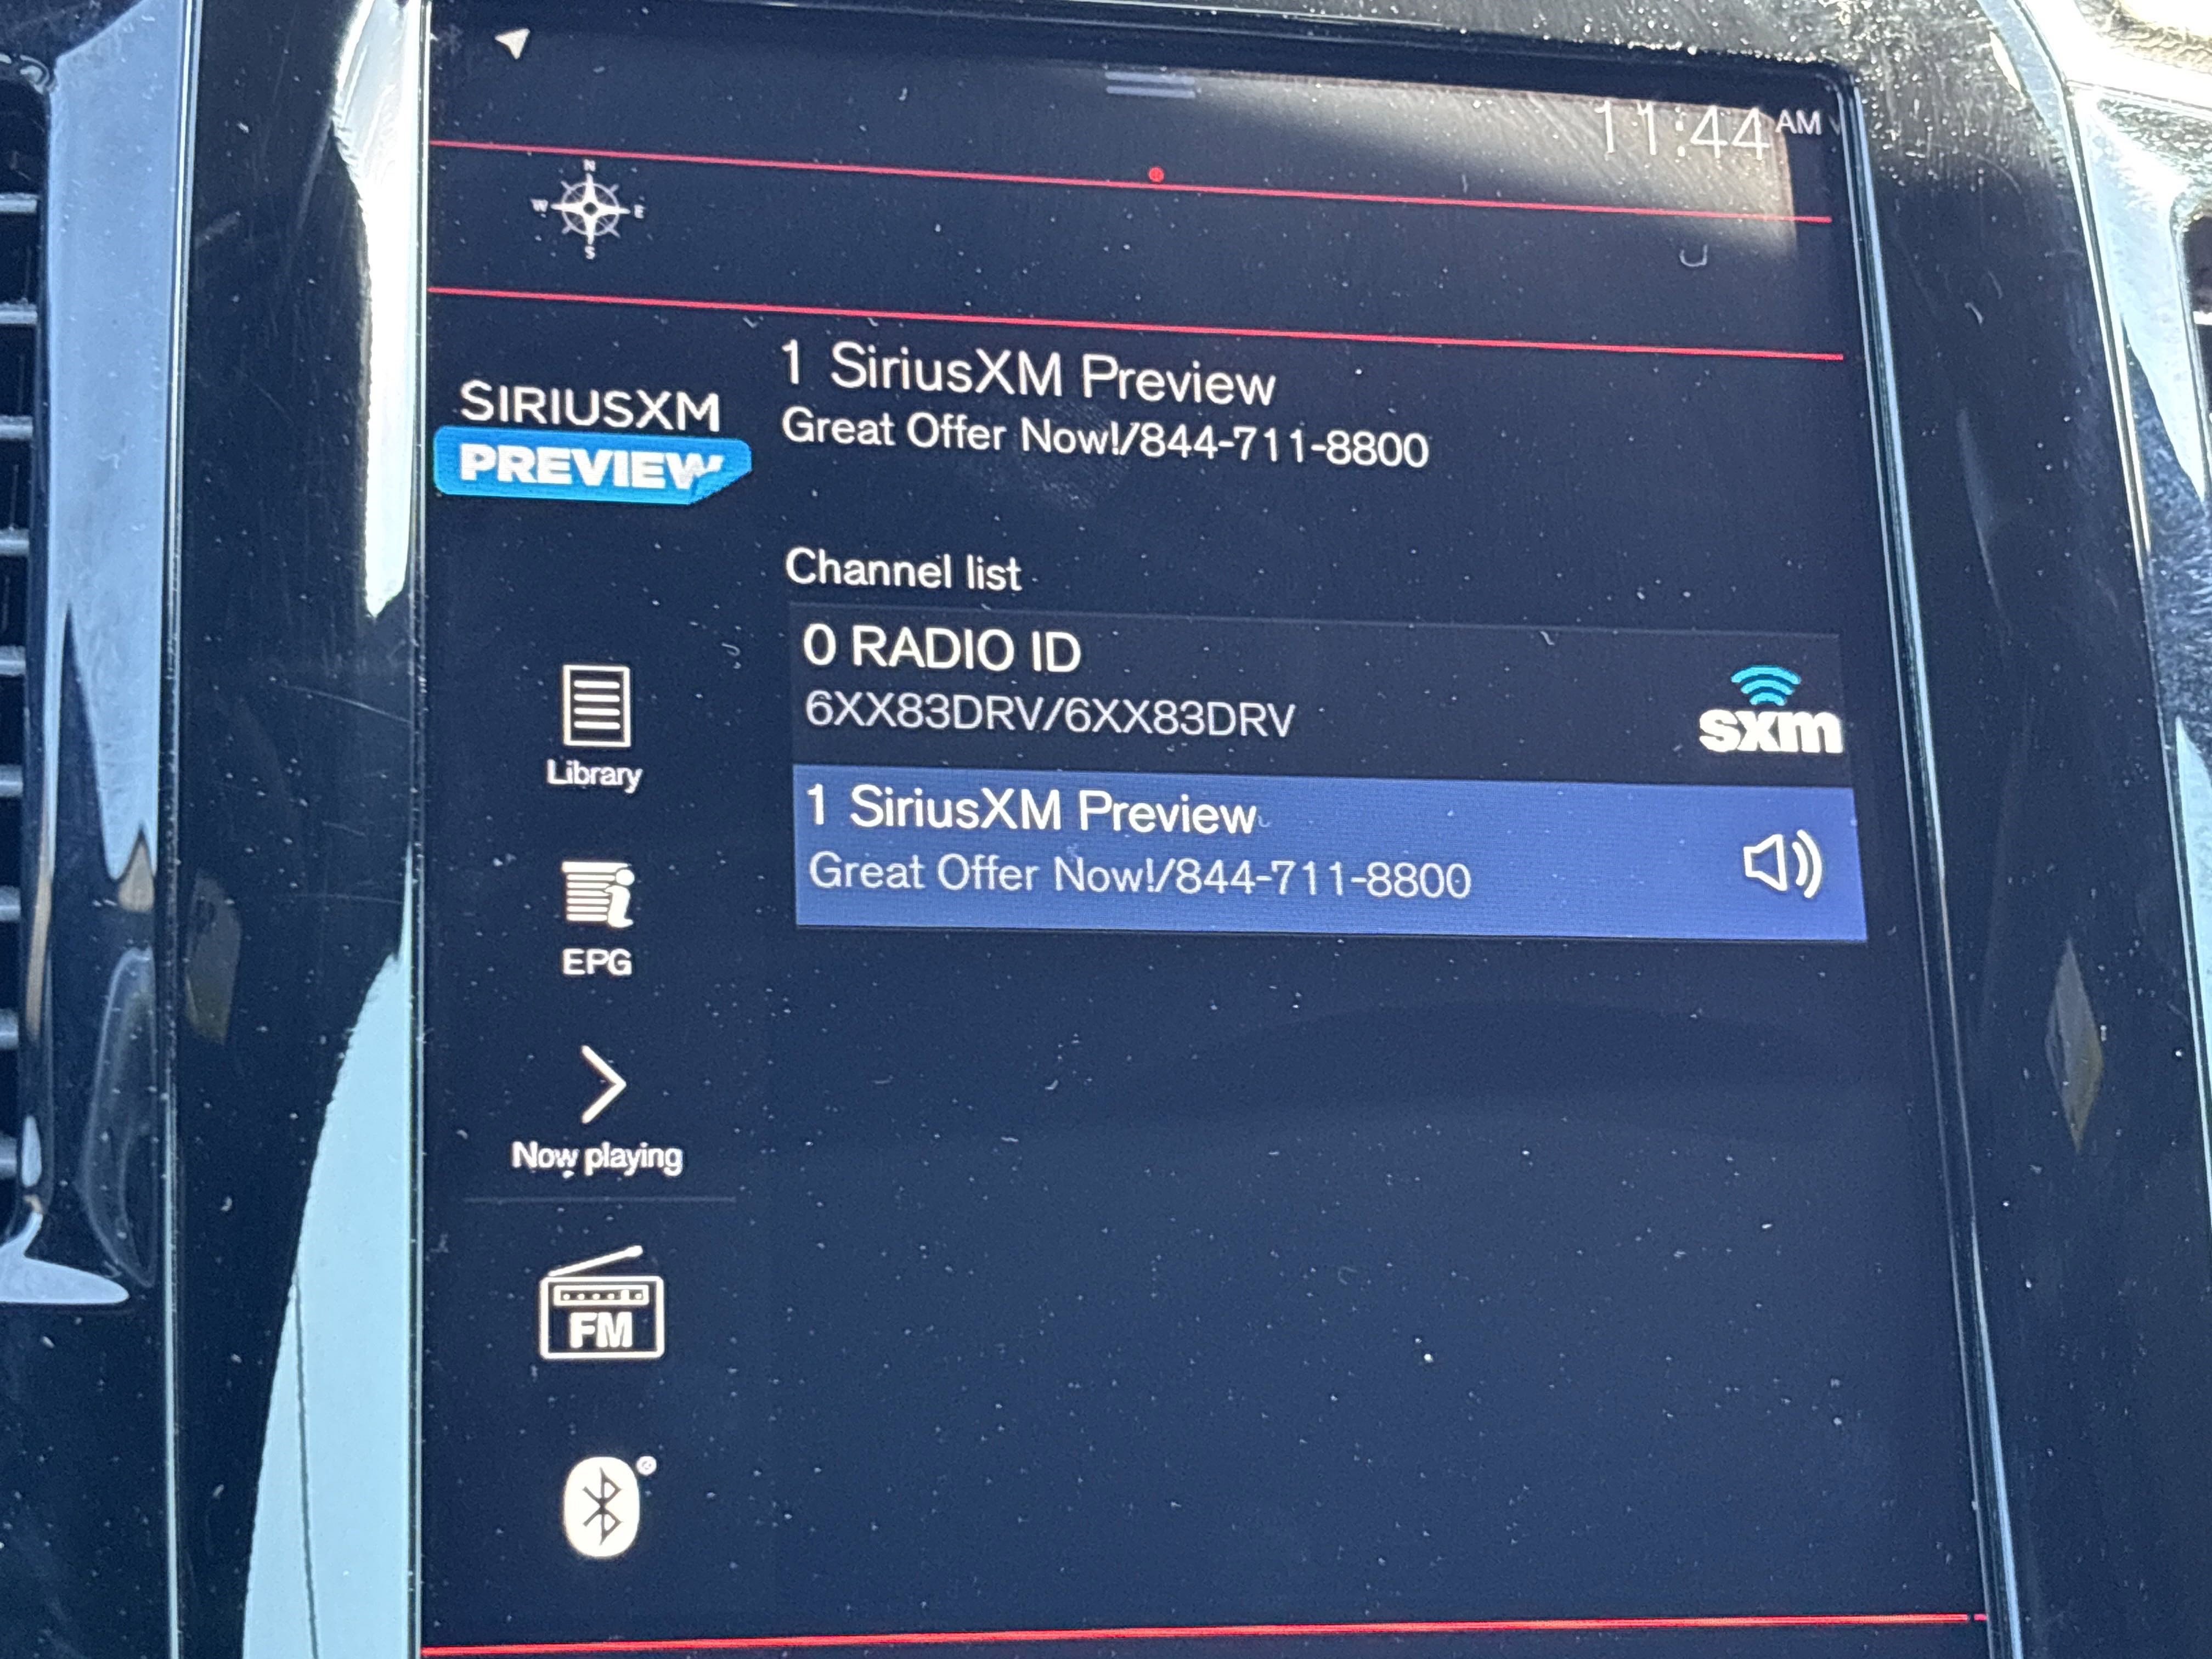 11:44 AM
N
W E
S
SIRIUSXM
PREVIEW
1 SiriusXM Preview
Great Offer Now!/844-711-8800
Channel list
0 RADIO ID
6XX83DRV/6XX83DRV
sxm
1 SiriusXM Preview
Great Offer Now!/844-711-8800
Library
EPG
Now playing
FM